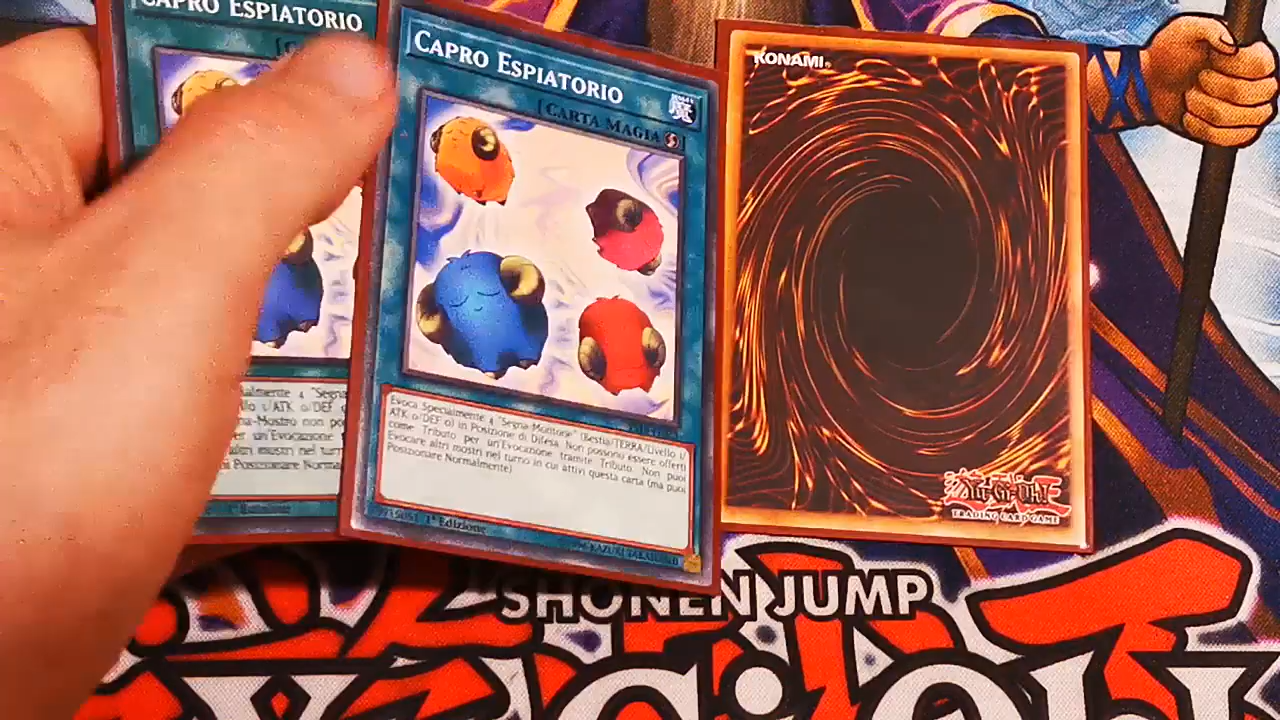 CAPRO ESPIATORIO
CAPRO ESPIATORIO
[CARTA MAGIA
KONAMI
Evoca Specialmente 4 "Segna-Montone" (Bestia/TERRA/Livello 1/
ATK 0/DEF 0) in Posizione di Difesa. Non possono essere offerti
come Tributo per un'Evocazione tramite Tributo. Non puoi
Evocare altri mostri nel turno in cui attivi questa carta (ma puoi
Posizionare Normalmente)
1ª Edizione
Yu-Gi-Oh!
TRADING CARD GAME
SHONEN JUMP